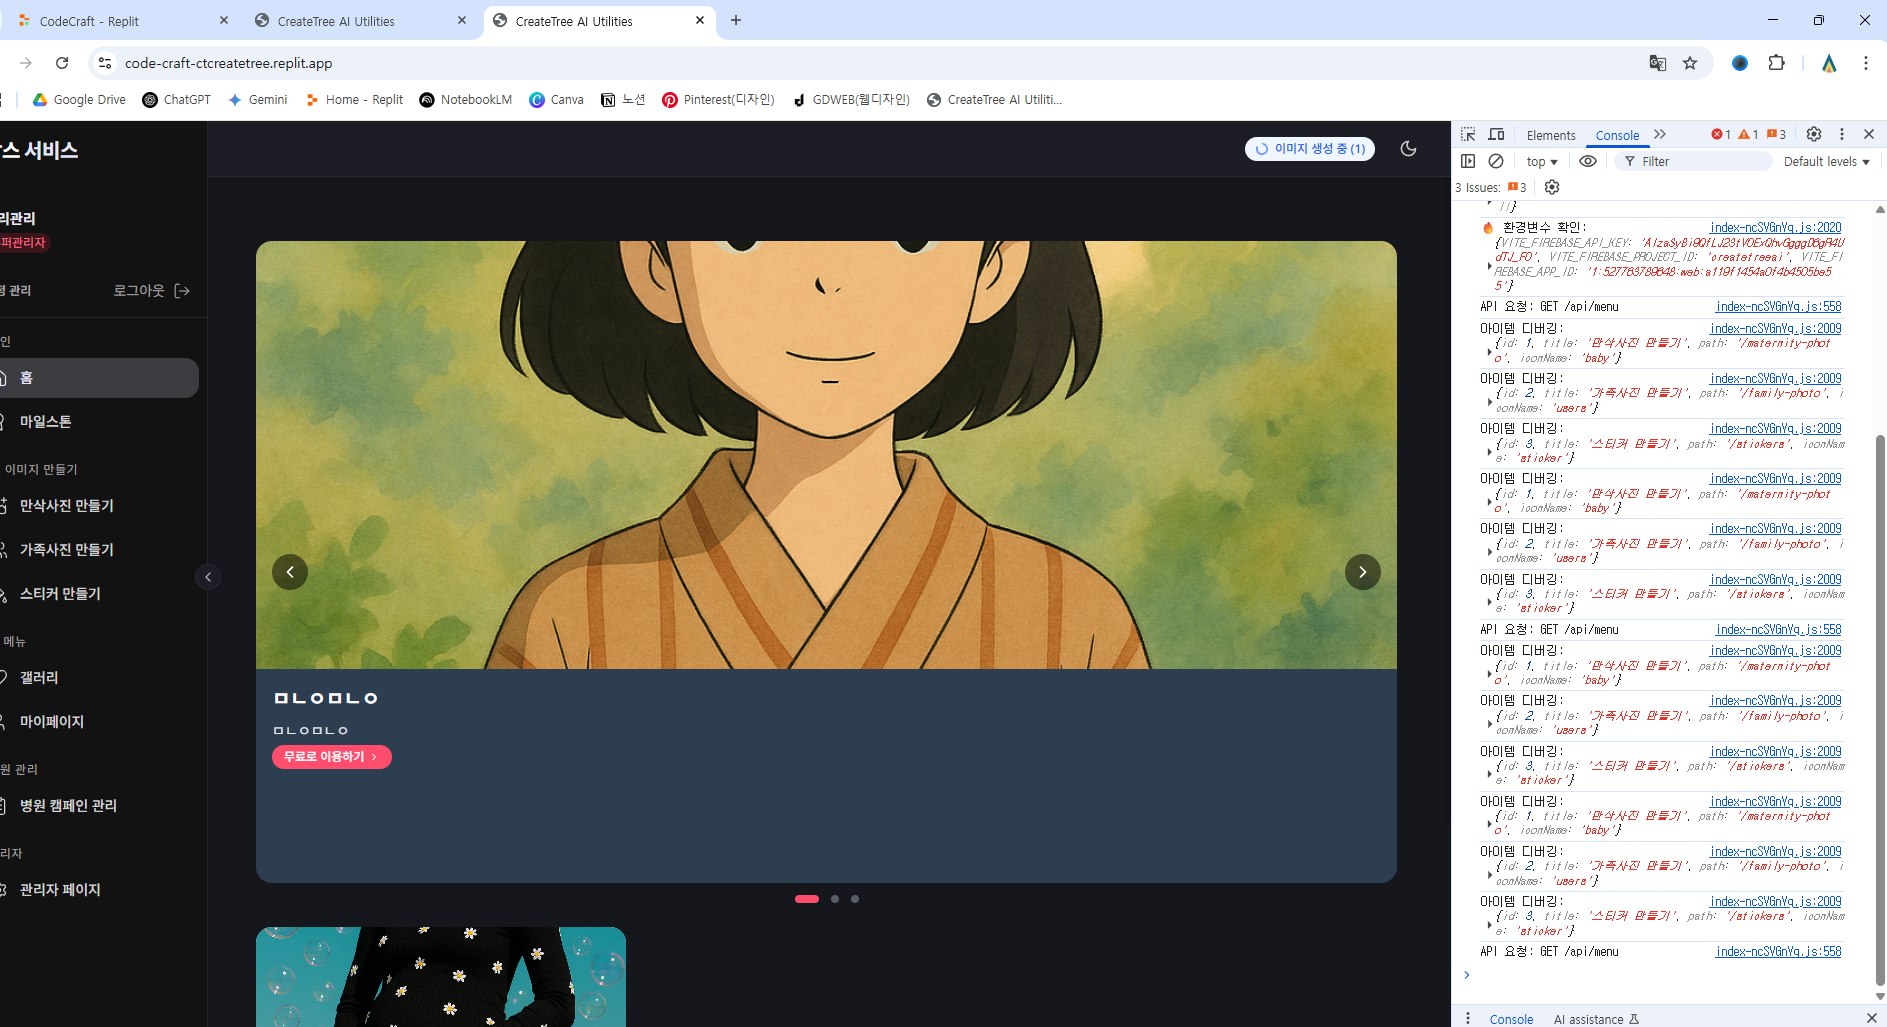 CodeCraft - Replit
CreateTree AI Utilities
CreateTree AI Utilities
code-craft-ctcreatetree.replit.app
Google Drive
ChatGPT
Gemini
Home - Replit
NotebookLM
Canva
노션
Pinterest(디자인)
GDWEB(웹디자인)
CreateTree AI Utiliti...
스 서비스
리관리
퍼관리자
관리
로그아웃
인
홈
마일스톤
이미지 만들기
만삭사진 만들기
가족사진 만들기
스티커 만들기
메뉴
갤러리
마이페이지
원 관리
병원 캠페인 관리
리자
관리자 페이지
이미지 생성 중 (1)
ㅁㄴㅇㅁㄴㅇ
ㅁㄴㅇㅁㄴㅇ
무료로 이용하기
Elements
Console
1
1
3
top
Filter
Default levels
3 Issues:
3
환경변수 확인: index-ncSVGnYq.js:2020
API 요청: GET /api/menu index-ncSVGnYq.js:558
아이템 디버깅: index-ncSVGnYq.js:2009
{id: 1, title: '만삭사진 만들기', path: '/maternity-phot
o', iconName: 'baby'}
아이템 디버깅: index-ncSVGnYq.js:2009
{id: 2, title: '가족사진 만들기', path: '/family-photo', i
conName: 'users'}
아이템 디버깅: index-ncSVGnYq.js:2009
{id: 3, title: '스티커 만들기', path: '/stickers', iconNam
e: 'sticker'}
아이템 디버깅: index-ncSVGnYq.js:2009
{id: 1, title: '만삭사진 만들기', path: '/maternity-phot
o', iconName: 'baby'}
아이템 디버깅: index-ncSVGnYq.js:2009
{id: 2, title: '가족사진 만들기', path: '/family-photo', i
conName: 'users'}
아이템 디버깅: index-ncSVGnYq.js:2009
{id: 3, title: '스티커 만들기', path: '/stickers', iconNam
e: 'sticker'}
API 요청: GET /api/menu index-ncSVGnYq.js:558
아이템 디버깅: index-ncSVGnYq.js:2009
{id: 1, title: '만삭사진 만들기', path: '/maternity-phot
o', iconName: 'baby'}
아이템 디버깅: index-ncSVGnYq.js:2009
{id: 2, title: '가족사진 만들기', path: '/family-photo', i
conName: 'users'}
아이템 디버깅: index-ncSVGnYq.js:2009
{id: 3, title: '스티커 만들기', path: '/stickers', iconNam
e: 'sticker'}
아이템 디버깅: index-ncSVGnYq.js:2009
{id: 1, title: '만삭사진 만들기', path: '/maternity-phot
o', iconName: 'baby'}
아이템 디버깅: index-ncSVGnYq.js:2009
{id: 2, title: '가족사진 만들기', path: '/family-photo', i
conName: 'users'}
아이템 디버깅: index-ncSVGnYq.js:2009
{id: 3, title: '스티커 만들기', path: '/stickers', iconNam
e: 'sticker'}
API 요청: GET /api/menu index-ncSVGnYq.js:558
Console
AI assistance